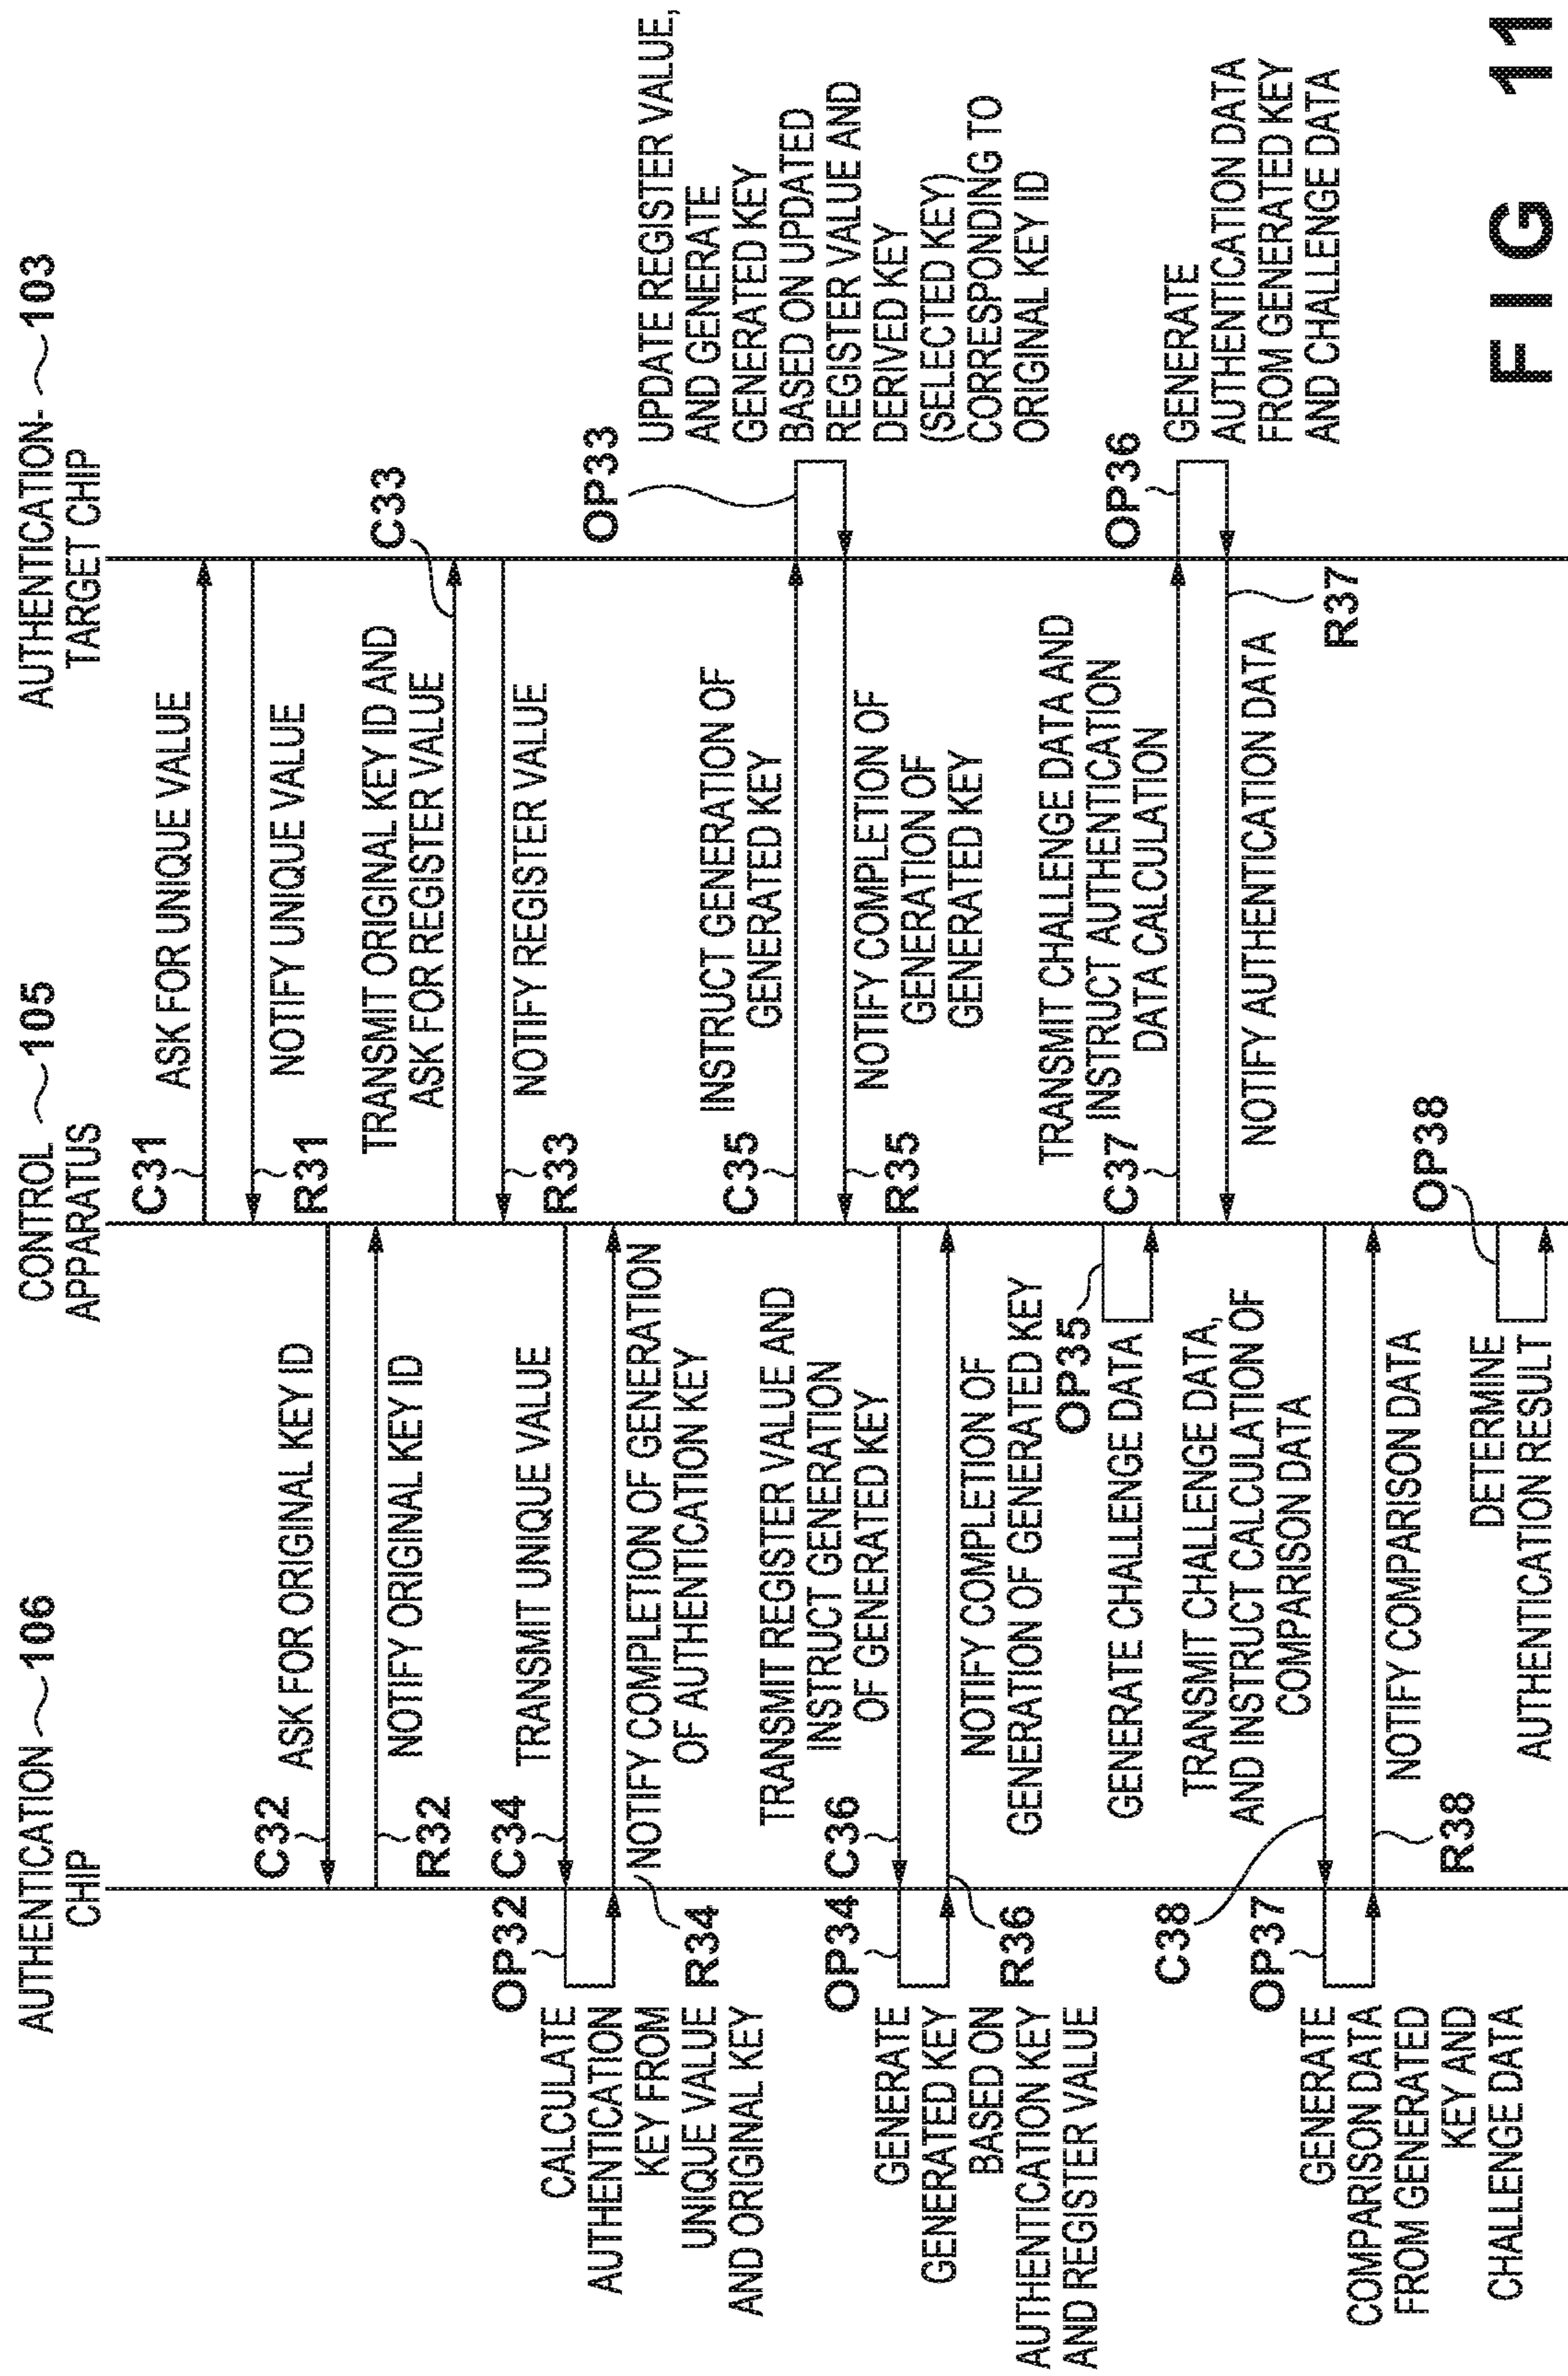 AUTHENTICATION ~ 106
CHIP
CONTROL ~ 105
APPARATUS
AUTHENTICATION- ~ 103
TARGET CHIP
C31
ASK FOR UNIQUE VALUE
NOTIFY UNIQUE VALUE
R31
C32
ASK FOR ORIGINAL KEY ID
NOTIFY ORIGINAL KEY ID
R32
TRANSMIT ORIGINAL KEY ID AND
ASK FOR REGISTER VALUE
C33
NOTIFY REGISTER VALUE
R33
C34
TRANSMIT UNIQUE VALUE
OP32
CALCULATE
AUTHENTICATION
KEY FROM
UNIQUE VALUE
AND ORIGINAL KEY
NOTIFY COMPLETION OF GENERATION
OF AUTHENTICATION KEY
R34
C35
INSTRUCT GENERATION OF
GENERATED KEY
OP33
UPDATE REGISTER VALUE,
AND GENERATE
GENERATED KEY
BASED ON UPDATED
REGISTER VALUE AND
DERIVED KEY
(SELECTED KEY)
CORRESPONDING TO
ORIGINAL KEY ID
NOTIFY COMPLETION OF
GENERATION OF
GENERATED KEY
R35
TRANSMIT REGISTER VALUE AND
INSTRUCT GENERATION
OF GENERATED KEY
C36
OP34
GENERATE
GENERATED KEY
BASED ON
AUTHENTICATION KEY
AND REGISTER VALUE
NOTIFY COMPLETION OF
GENERATION OF GENERATED KEY
R36
OP35
GENERATE CHALLENGE DATA
TRANSMIT CHALLENGE DATA AND
INSTRUCT AUTHENTICATION
DATA CALCULATION
C37
OP36
GENERATE
AUTHENTICATION DATA
FROM GENERATED KEY
AND CHALLENGE DATA
NOTIFY AUTHENTICATION DATA
R37
TRANSMIT CHALLENGE DATA,
AND INSTRUCT CALCULATION OF
COMPARISON DATA
C38
OP37
GENERATE
COMPARISON DATA
FROM GENERATED
KEY AND
CHALLENGE DATA
NOTIFY COMPARISON DATA
R38
OP38
DETERMINE
AUTHENTICATION RESULT
FIG 11